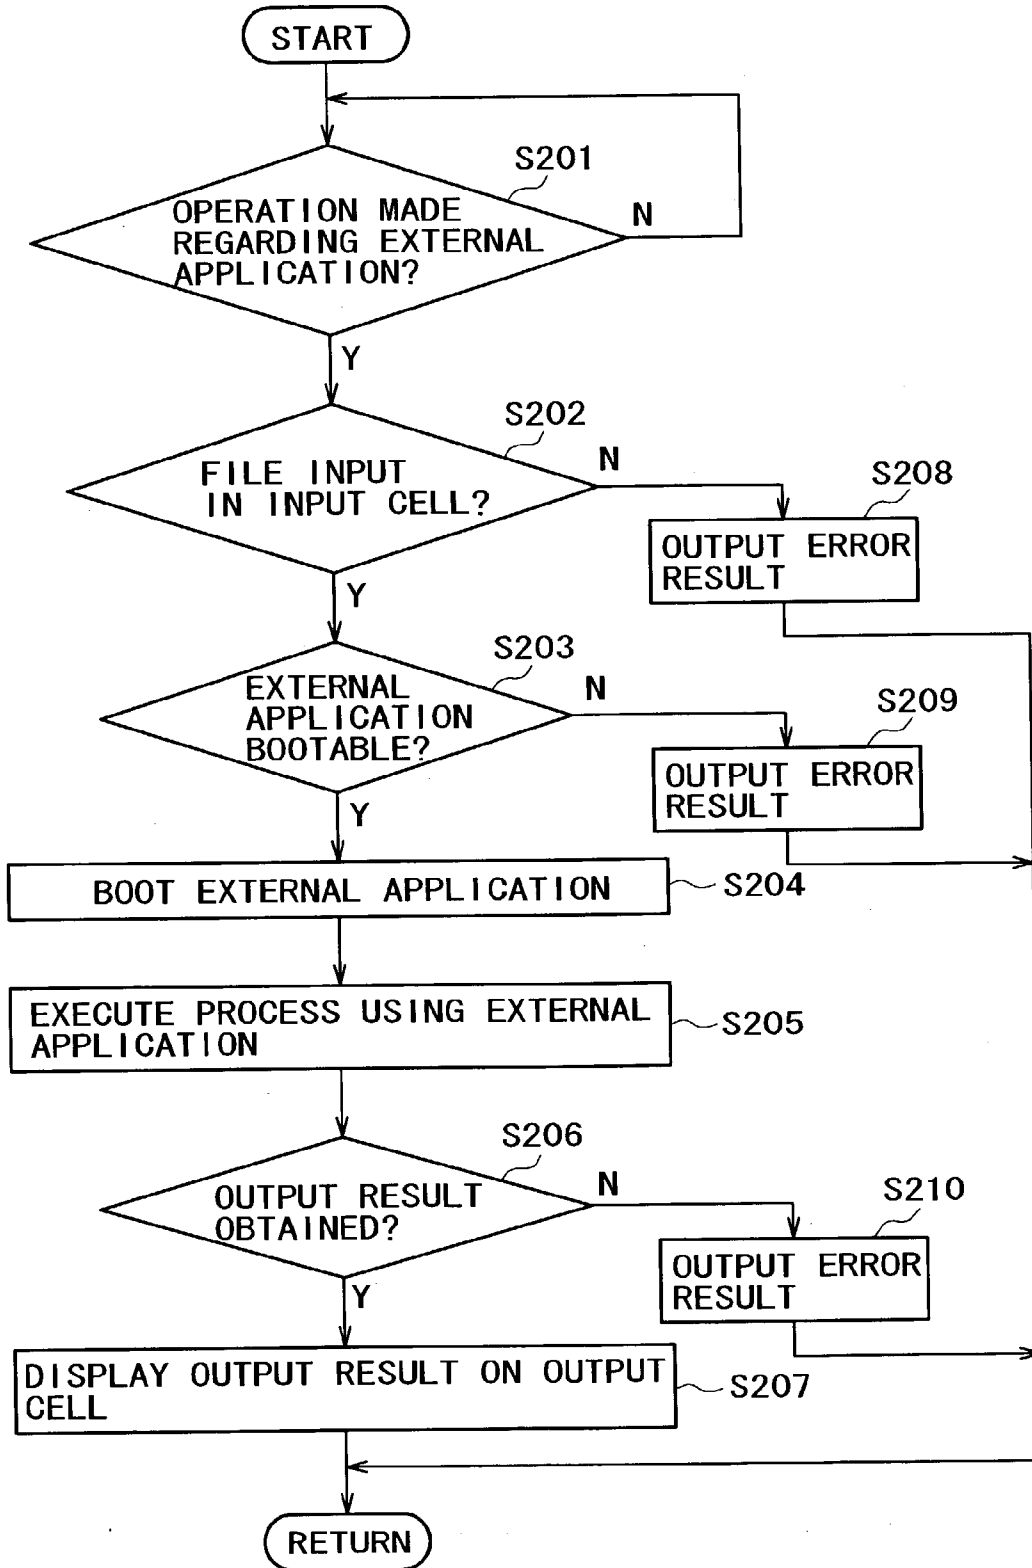 START
S201
OPERATION MADE
REGARDING EXTERNAL
APPLICATION?
N
Y
S202
FILE INPUT
IN INPUT CELL?
N
S208
OUTPUT ERROR
RESULT
Y
S203
EXTERNAL
APPLICATION
BOOTABLE?
N
S209
OUTPUT ERROR
RESULT
Y
BOOT EXTERNAL APPLICATION
S204
EXECUTE PROCESS USING EXTERNAL
APPLICATION
S205
S206
OUTPUT RESULT
OBTAINED?
N
S210
OUTPUT ERROR
RESULT
Y
DISPLAY OUTPUT RESULT ON OUTPUT
CELL
S207
RETURN